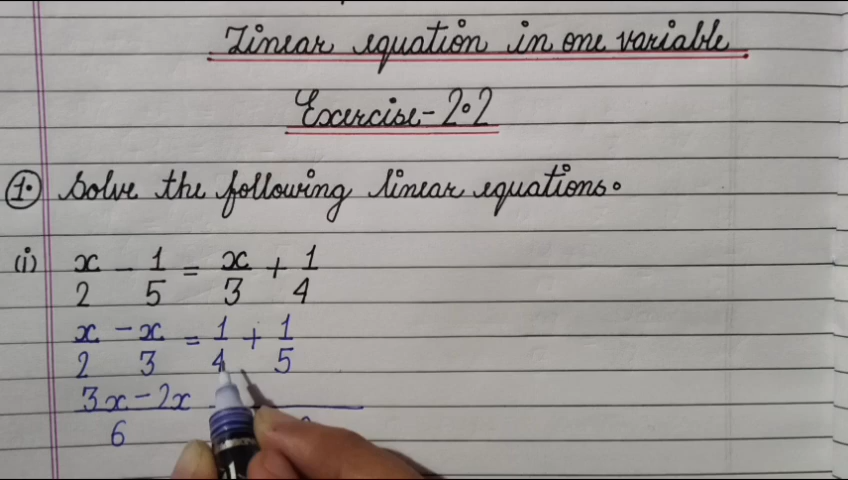 Linear equation in one variable
Exercise-2.2
1. Solve the following linear equations.
(i) x/2 - 1/5 = x/3 + 1/4
x/2 - x/3 = 1/4 + 1/5
3x-2x/6